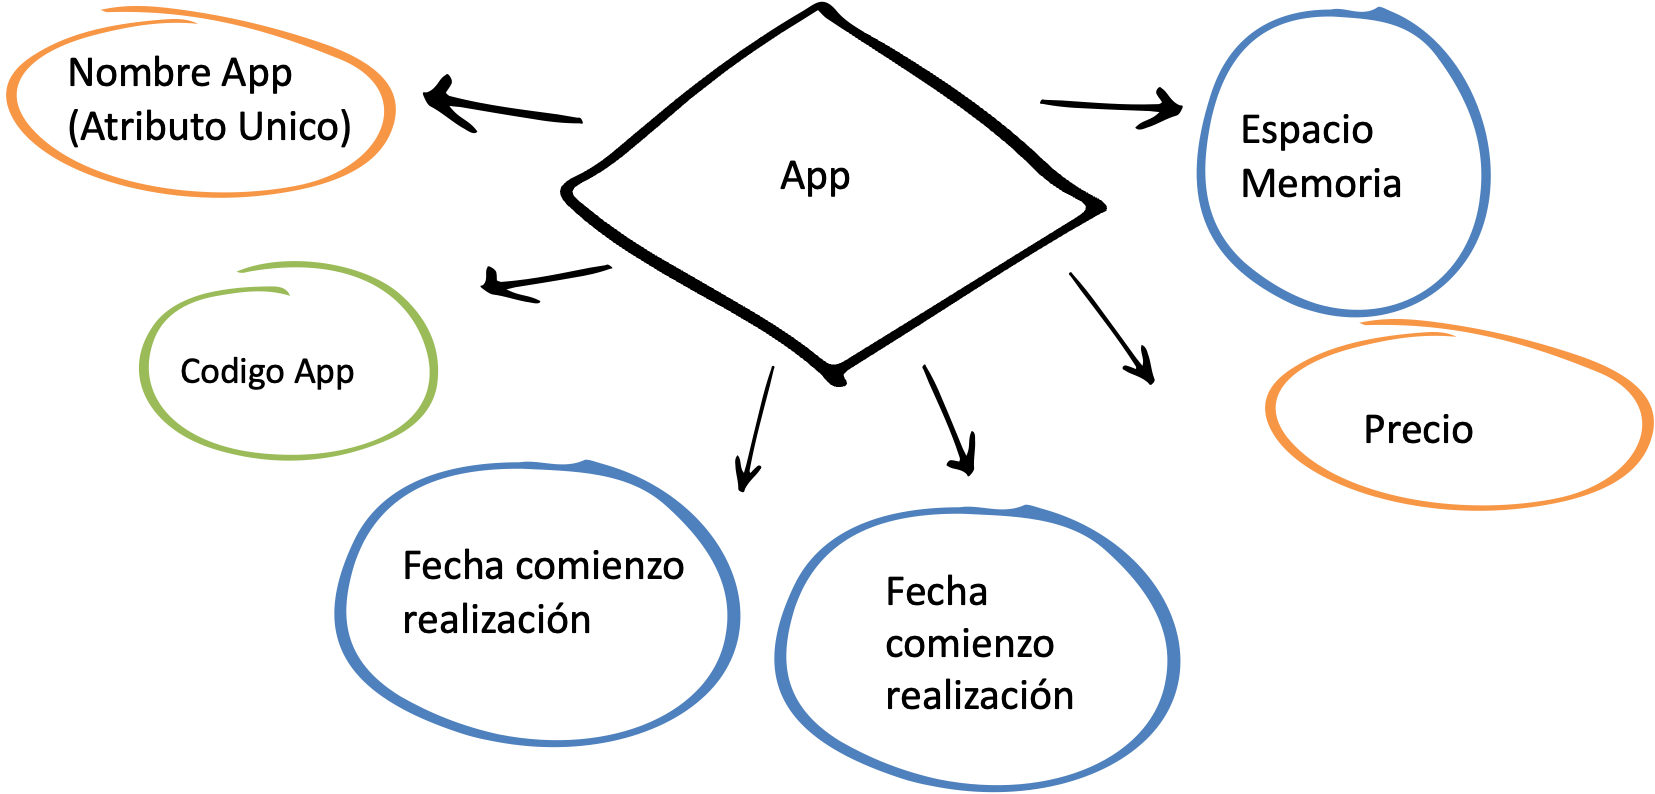 Nombre App
(Atributo Unico)
App
Espacio
Memoria
Codigo App
Precio
Fecha comienzo
realización
Fecha
comienzo
realización